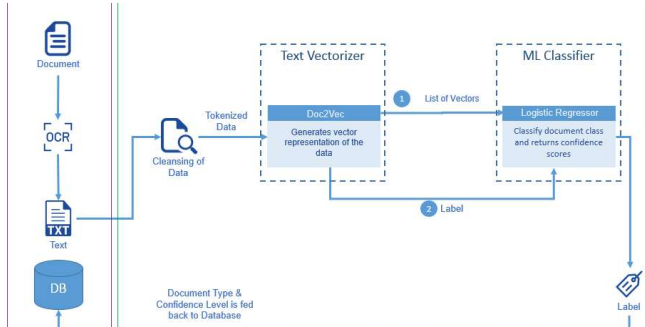 Document
OCR
TXT
Text
DB
Cleansing of
Data
Tokenized
Data
Text Vectorizer
Doc2Vec
Generates vector
representation of the
data
1
List of Vectors
2
Label
ML Classifier
Logistic Regressor
Classify document class
and returns confidence
scores
Label
Document Type &
Confidence Level is fed
back to Database